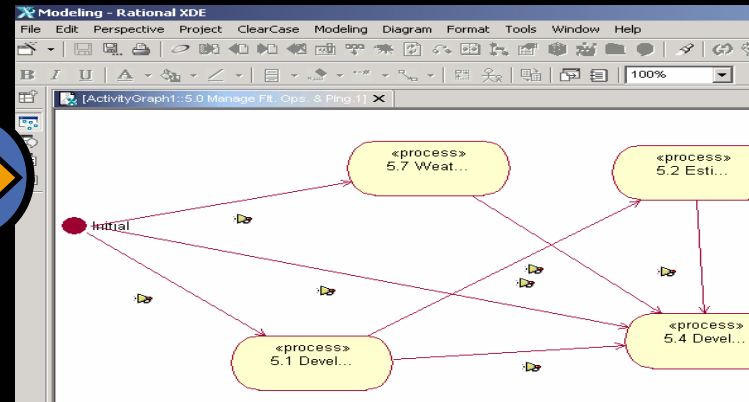 Modeling - Rational XDE
File Edit Perspective Project ClearCase Modeling Diagram Format Tools Window Help
B I U A 100%
[ActivityGraph1::5.0 Manage Flt. Ops. & Plng.1]
«process»
5.7 Weat...
«process»
5.2 Esti...
Initial
«process»
5.4 Devel...
«process»
5.1 Devel...